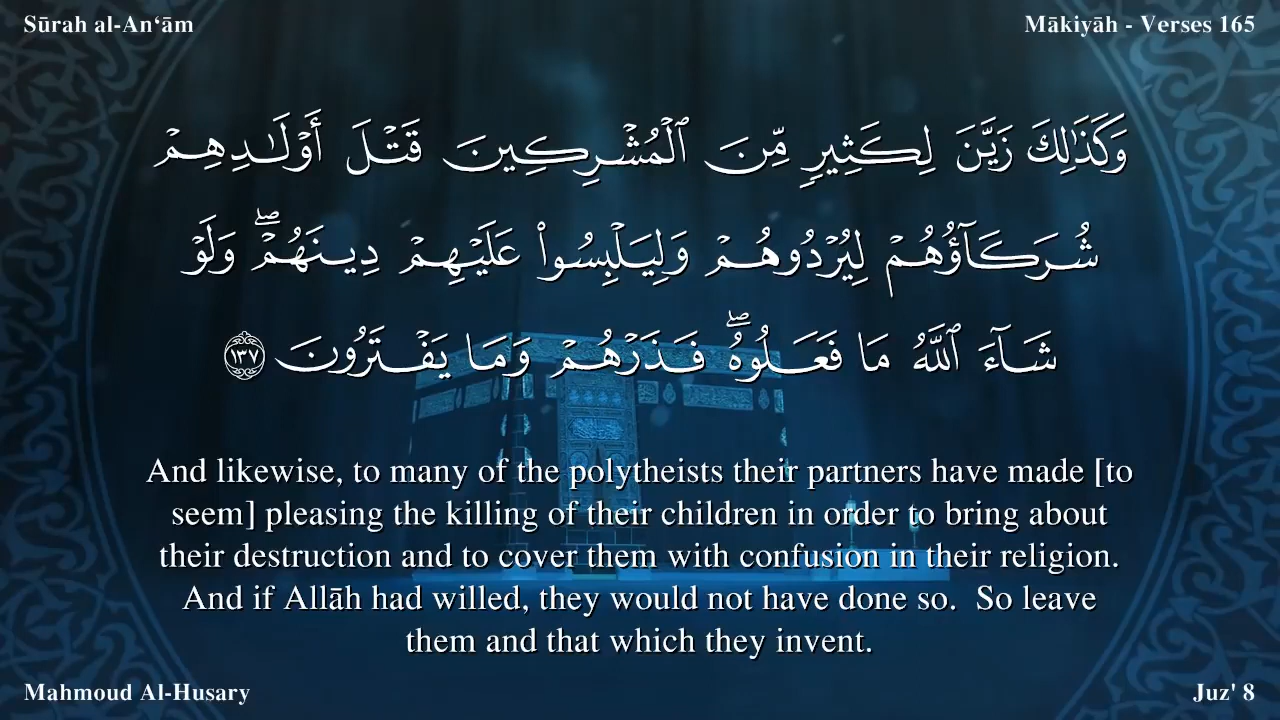 Sūrah al-An‘ām
Mākiyāh - Verses 165
وَكَذَٰلِكَ زَيَّنَ لِكَثِيرٍ مِّنَ ٱلْمُشْرِكِينَ قَتْلَ أَوْلَـٰدِهِمْ
شُرَكَآؤُهُمْ لِيُرْدُوهُمْ وَلِيَلْبِسُوا۟ عَلَيْهِمْ دِينَهُمْ ۖ وَلَوْ
شَآءَ ٱللَّهُ مَا فَعَلُوهُ ۖ فَذَرْهُمْ وَمَا يَفْتَرُونَ ١٣٧
And likewise, to many of the polytheists their partners have made [to
seem] pleasing the killing of their children in order to bring about
their destruction and to cover them with confusion in their religion.
And if Allāh had willed, they would not have done so.  So leave
them and that which they invent.
Mahmoud Al-Husary
Juz' 8